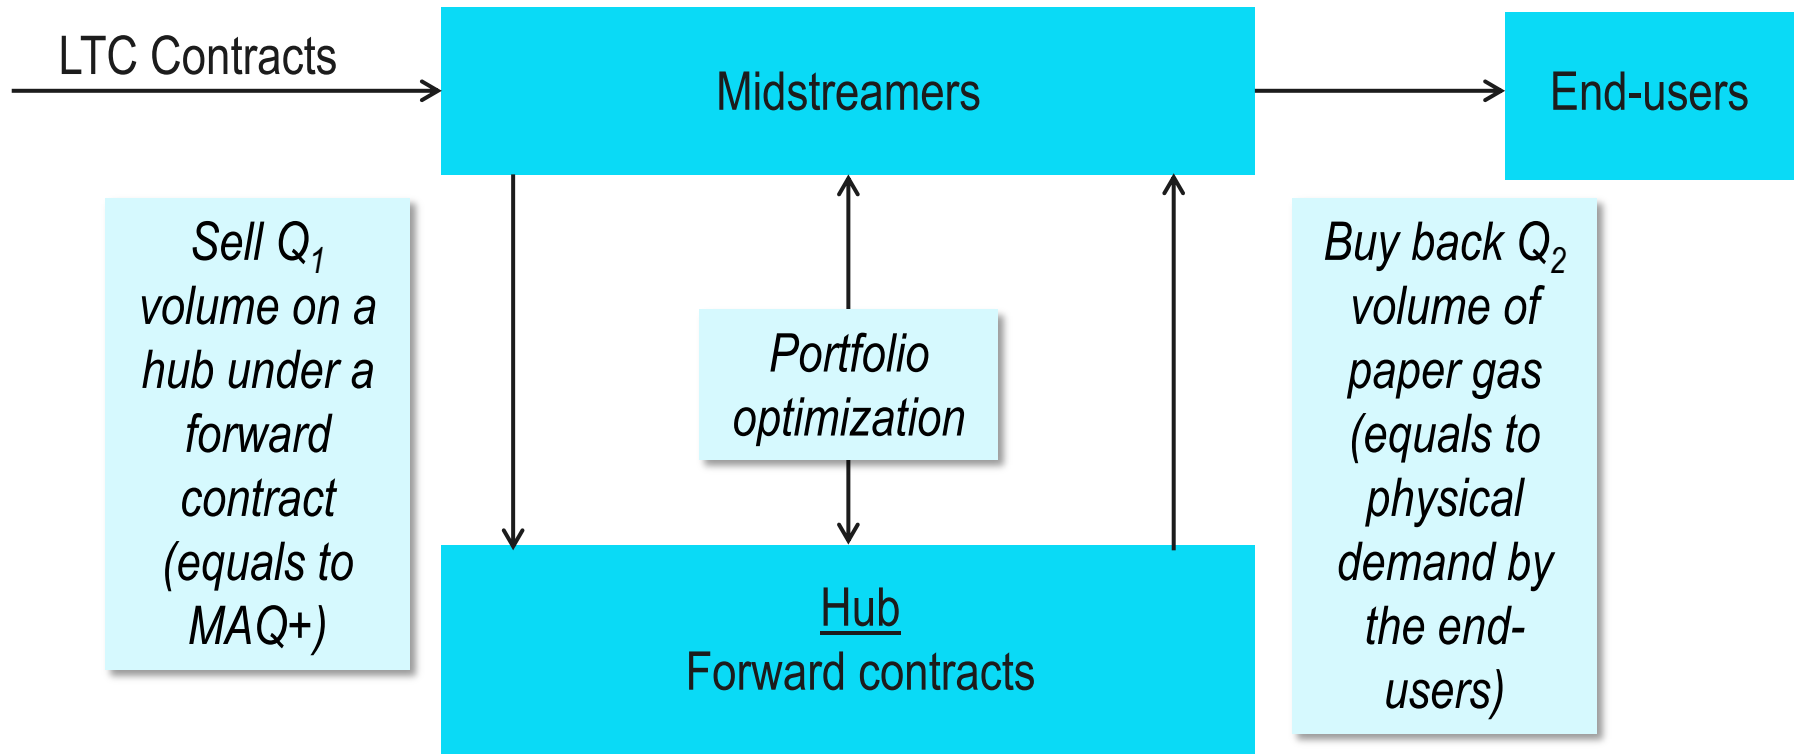 LTC Contracts
Midstreamers
End-users
Sell Q1
volume on a
hub under a
forward
contract
(equals to
MAQ+)
Portfolio
optimization
Buy back Q2
volume of
paper gas
(equals to
physical
demand by
the end-
users)
Hub
Forward contracts